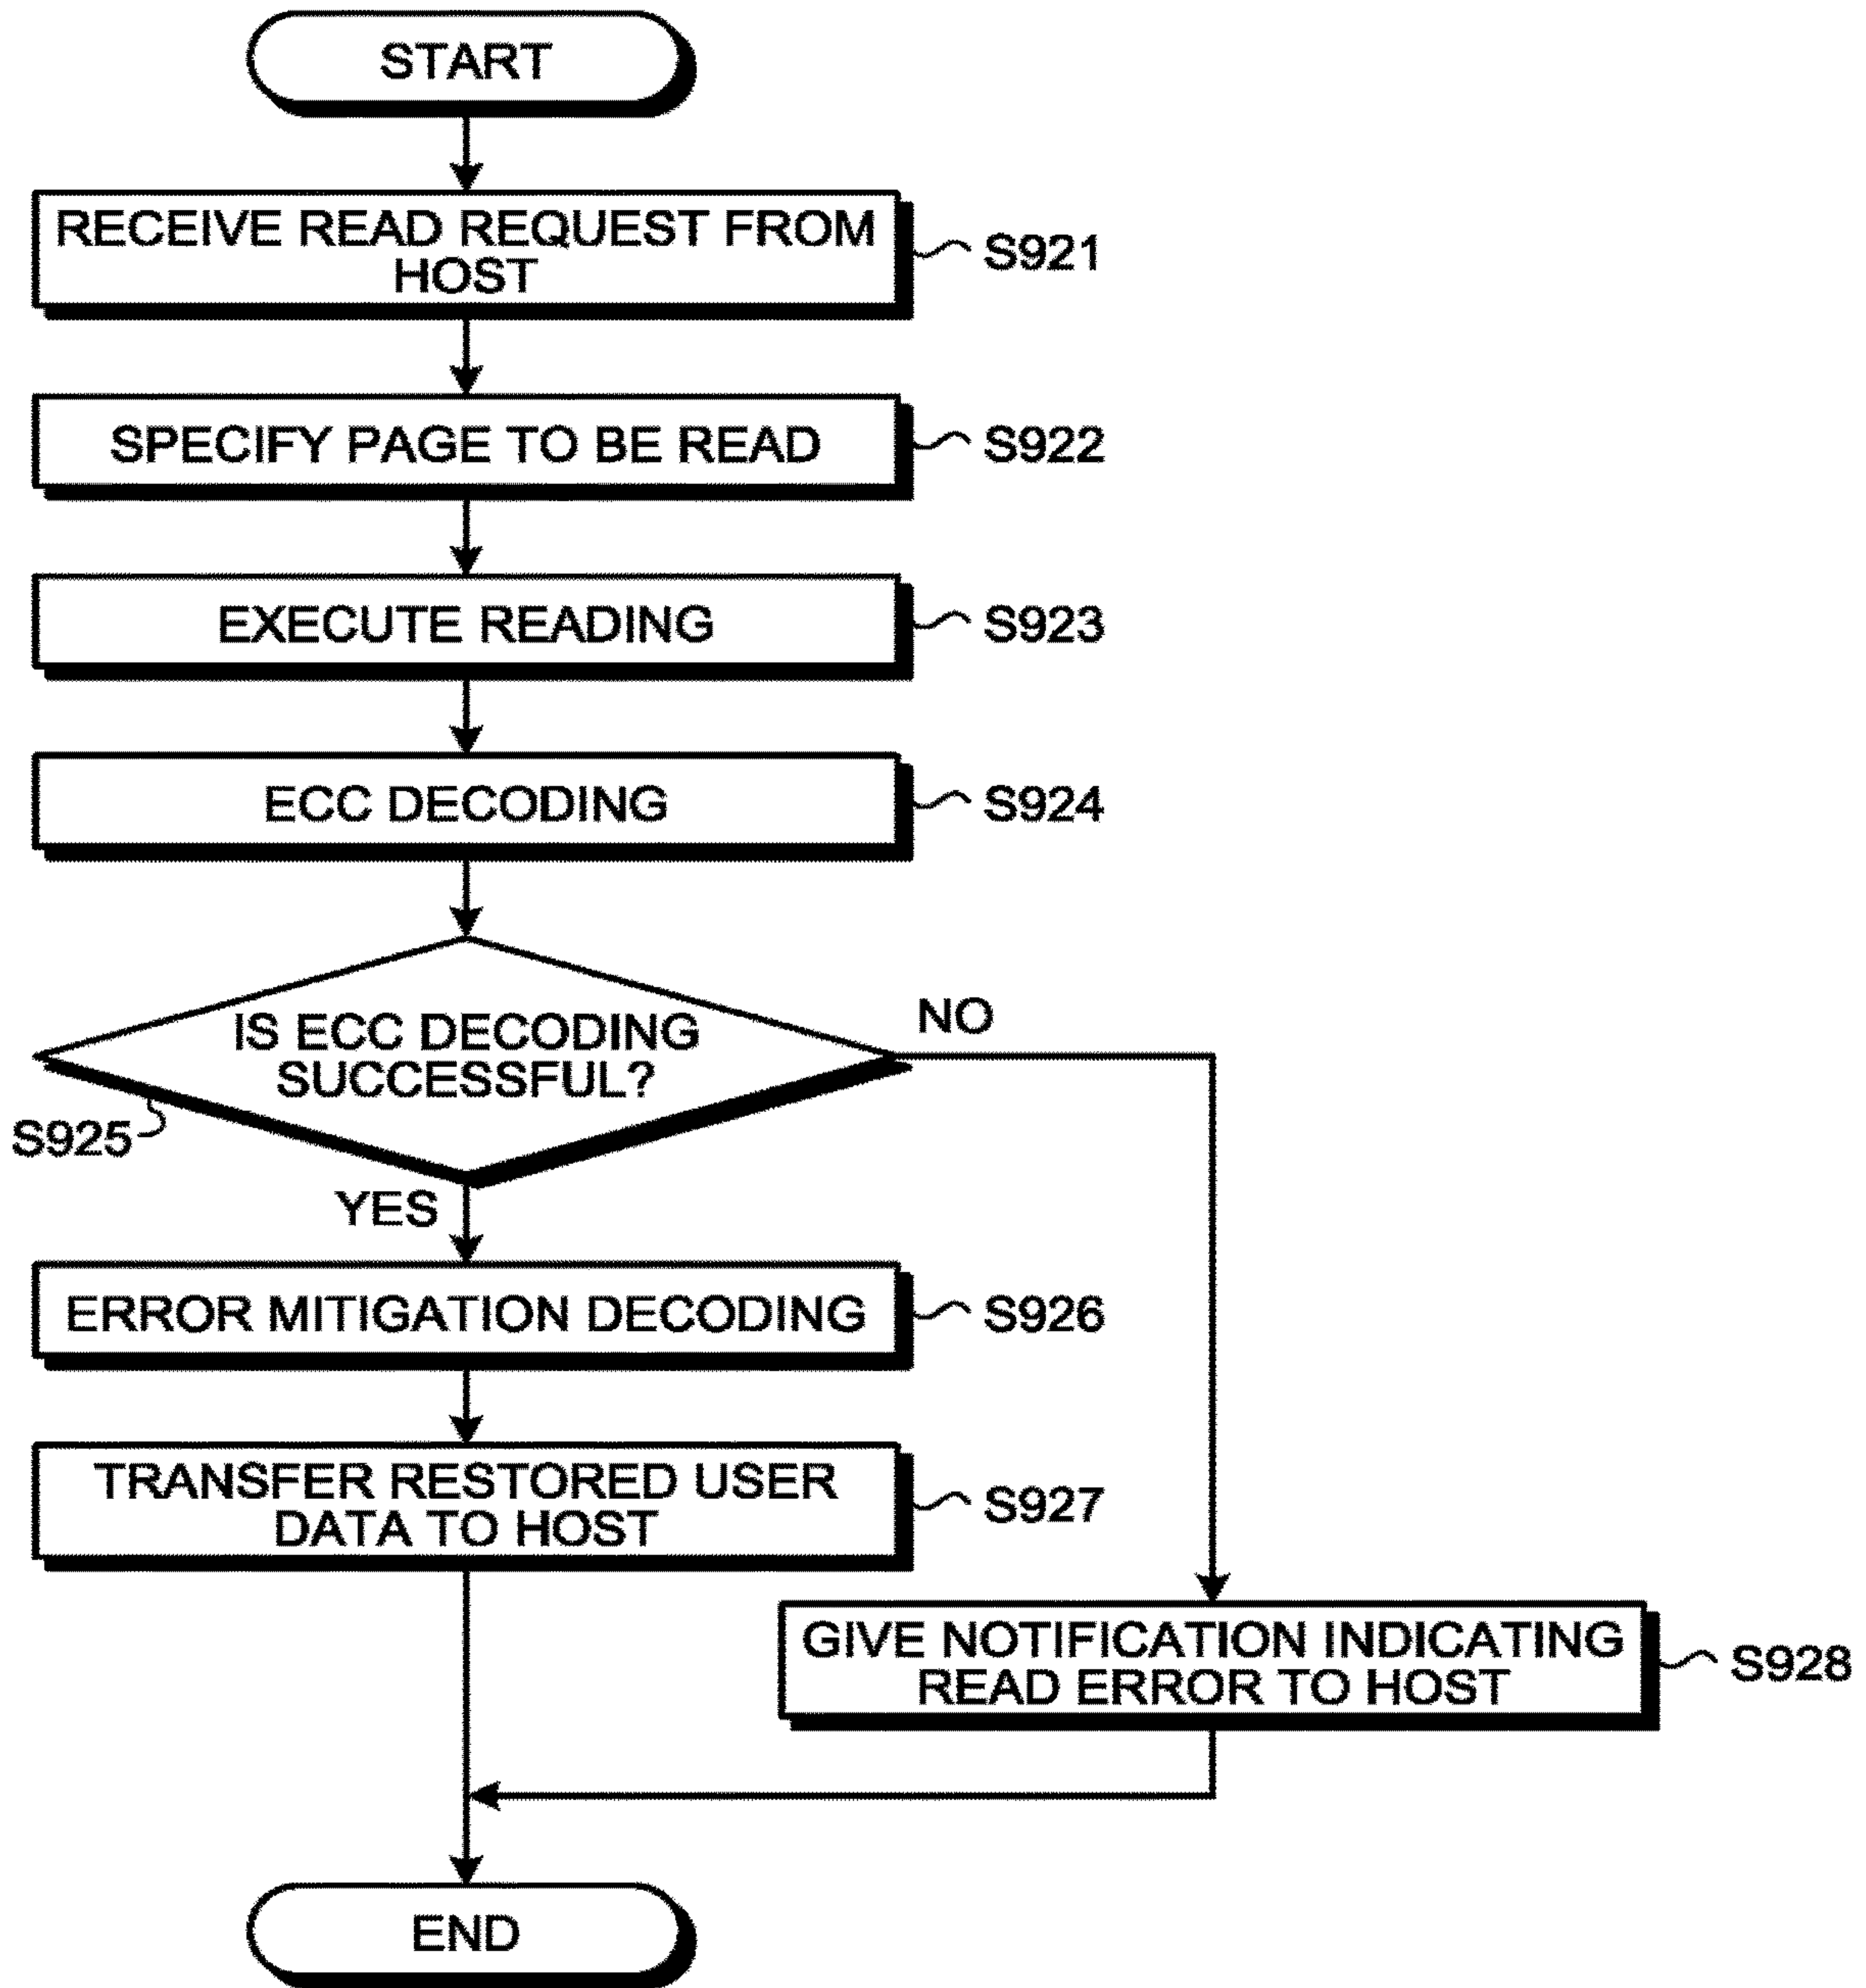 START
RECEIVE READ REQUEST FROM
HOST
S921
SPECIFY PAGE TO BE READ
S922
EXECUTE READING
S923
ECC DECODING
S924
IS ECC DECODING
SUCCESSFUL?
S925
NO
YES
ERROR MITIGATION DECODING
S926
TRANSFER RESTORED USER
DATA TO HOST
S927
GIVE NOTIFICATION INDICATING
READ ERROR TO HOST
S928
END